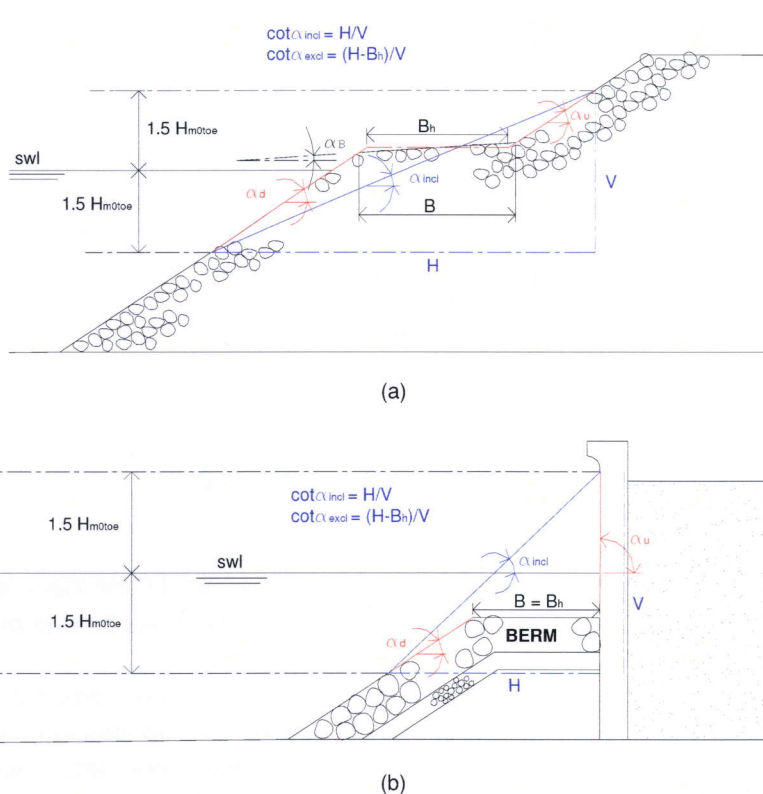 cotα incl = H/V
cotα excl = (H-Bh)/V
1.5 Hm0toe
Bh
αu
αB
swl
αincl
V
1.5 Hm0toe
αd
B
H
(a)
cotα incl = H/V
cotα excl = (H-Bh)/V
1.5 Hm0toe
αu
swl
αincl
B = Bh
V
1.5 Hm0toe
αd
BERM
H
(b)